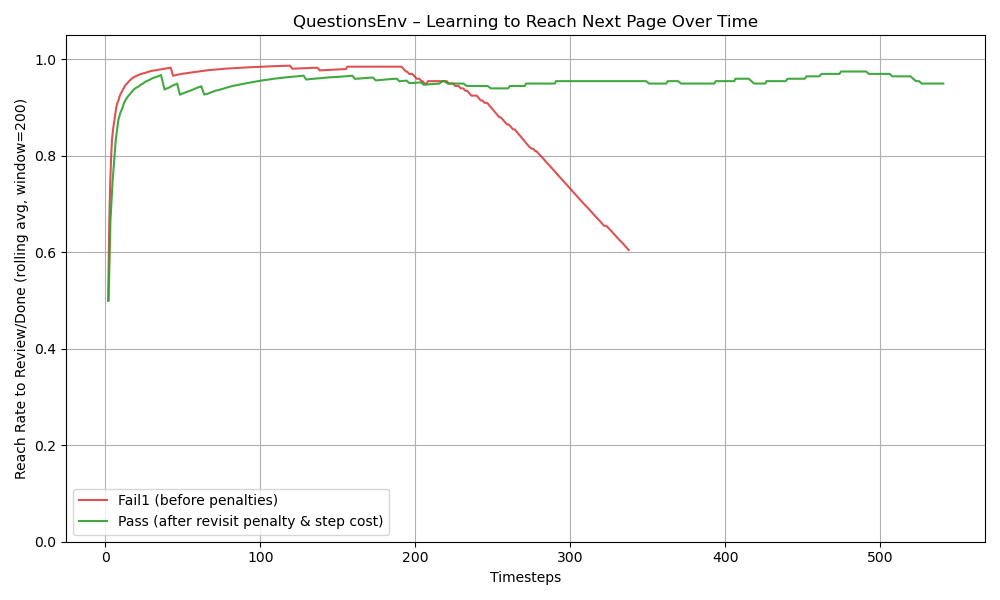 QuestionsEnv – Learning to Reach Next Page Over Time
Reach Rate to Review/Done (rolling avg, window=200)
1.0
0.8
0.6
0.4
0.2
0.0
Fail1 (before penalties)
Pass (after revisit penalty & step cost)
0 100 200 300 400 500
Timesteps